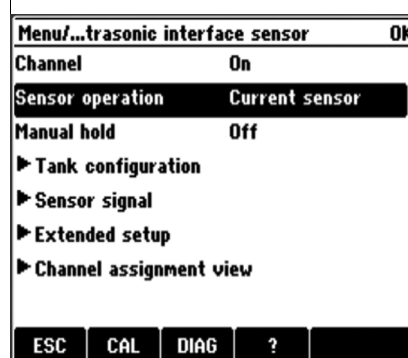 Menu/...trasonic interface sensor OK
Channel On
Sensor operation Current sensor
Manual hold Off
▶Tank configuration
▶Sensor signal
▶Extended setup
▶Channel assignment view
ESC CAL DIAG ?